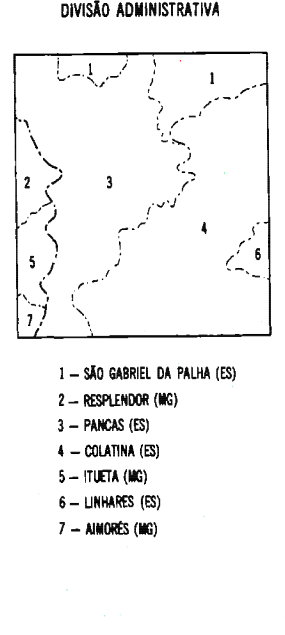 DIVISÃO ADMINISTRATIVA
1
1
2
3
4
5
6
7
1 – SÃO GABRIEL DA PALHA (ES)
2 – RESPLENDOR (MG)
3 – PANCAS (ES)
4 – COLATINA (ES)
5 – ITUETA (MG)
6 – LINHARES (ES)
7 – AIMORÉS (MG)